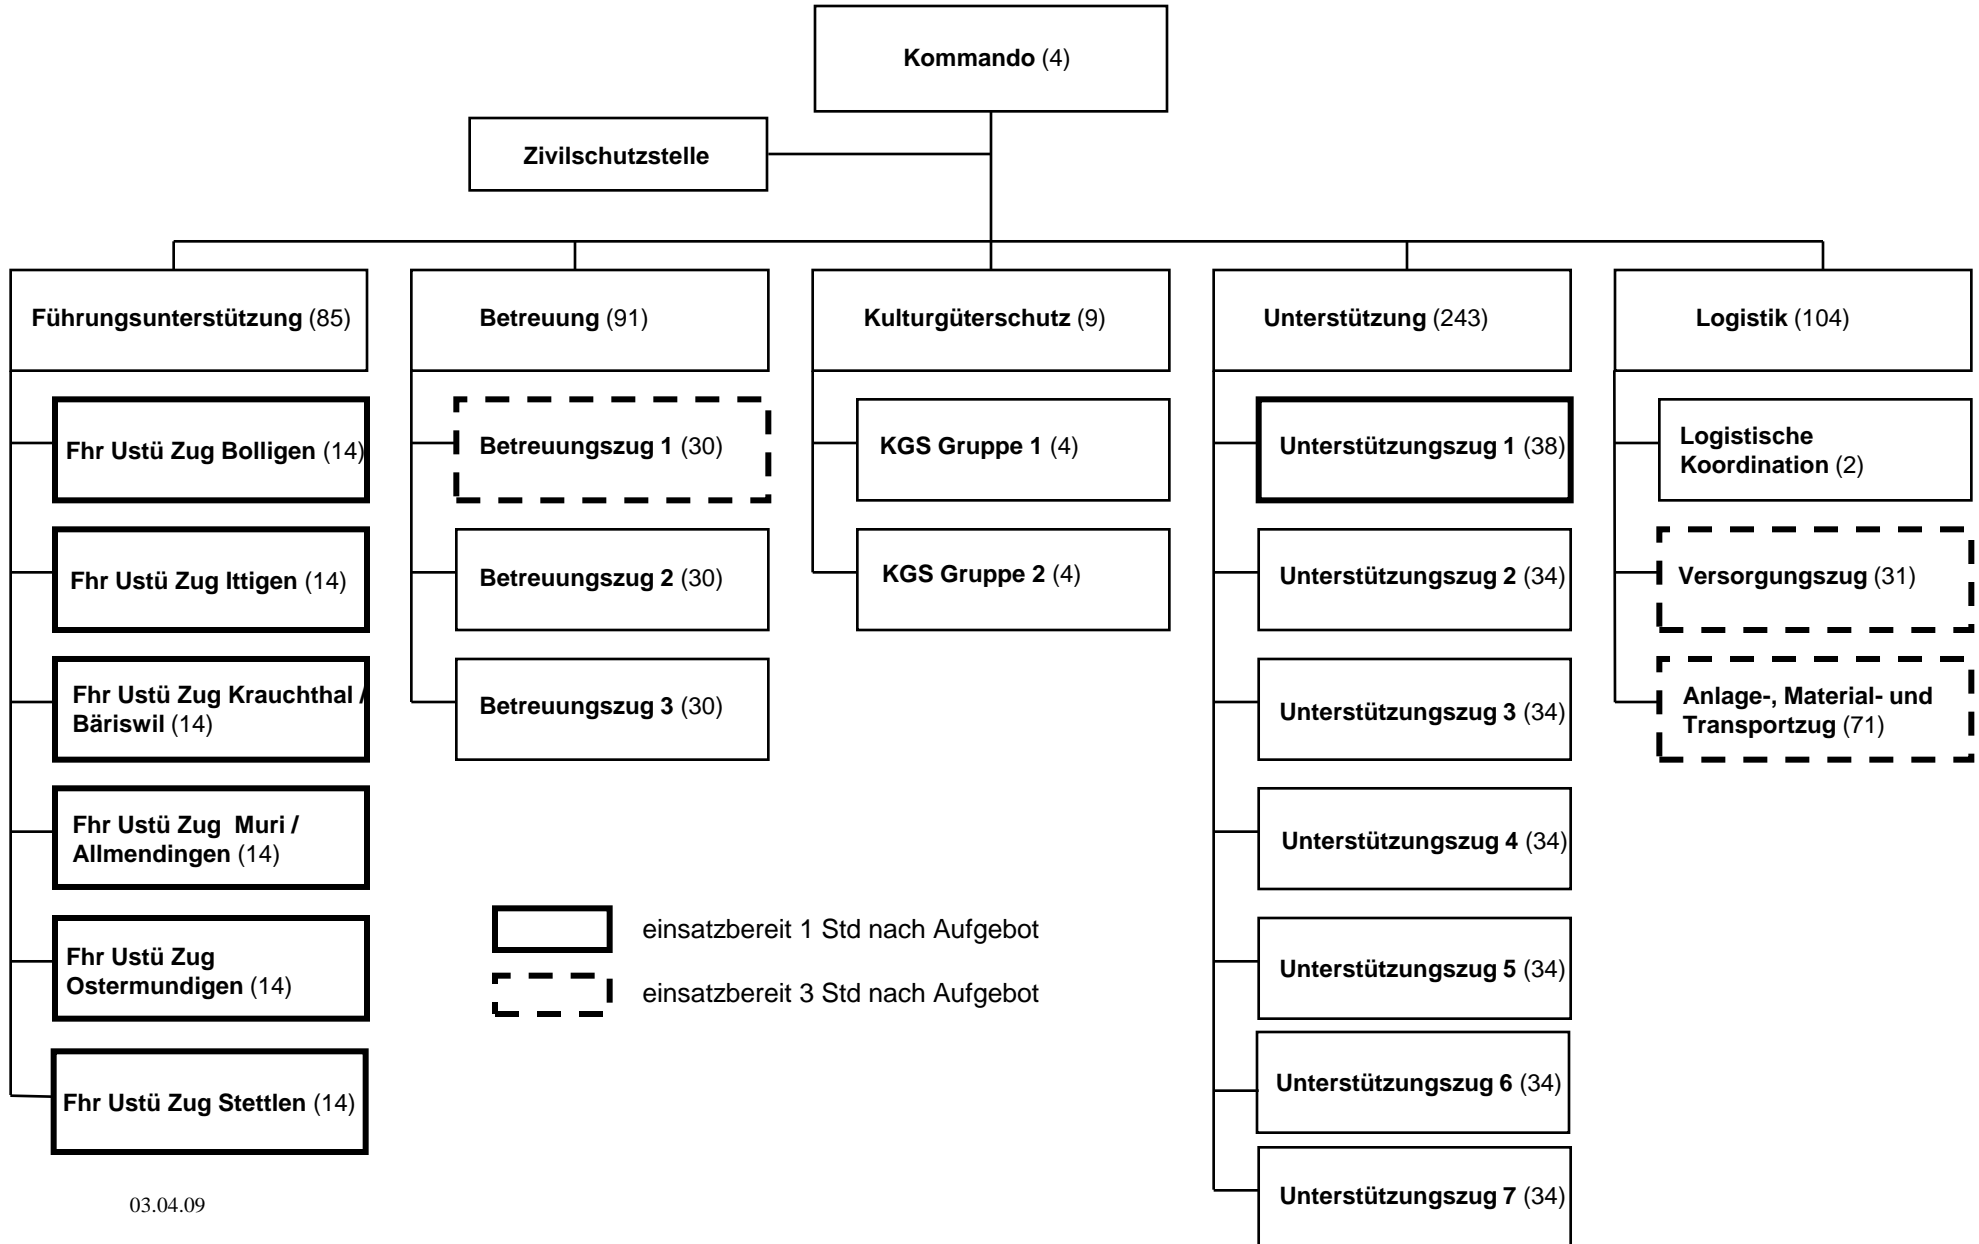 Kommando (4)
Zivilschutzstelle
Führungsunterstützung (85)
Betreuung (91)
Kulturgüterschutz (9)
Unterstützung (243)
Logistik (104)
Fhr Ustü Zug Bolligen (14)
Fhr Ustü Zug Ittigen (14)
Fhr Ustü Zug Krauchthal /
Bäriswil (14)
Fhr Ustü Zug  Muri /
Allmendingen (14)
Fhr Ustü Zug
Ostermundigen (14)
Fhr Ustü Zug Stettlen (14)
Betreuungszug 1 (30)
Betreuungszug 2 (30)
Betreuungszug 3 (30)
KGS Gruppe 1 (4)
KGS Gruppe 2 (4)
Unterstützungszug 1 (38)
Unterstützungszug 2 (34)
Unterstützungszug 3 (34)
Unterstützungszug 4 (34)
Unterstützungszug 5 (34)
Unterstützungszug 6 (34)
Unterstützungszug 7 (34)
Logistische
Koordination (2)
Versorgungszug (31)
Anlage-, Material- und
Transportzug (71)
einsatzbereit 1 Std nach Aufgebot
einsatzbereit 3 Std nach Aufgebot
03.04.09